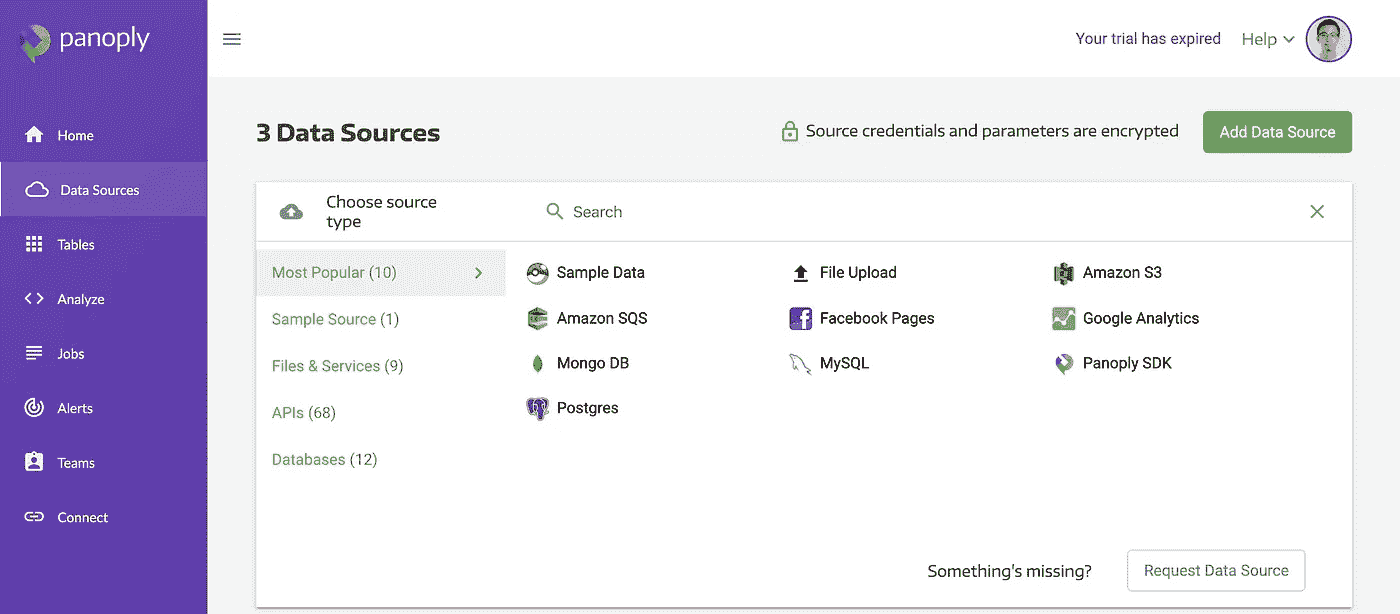 panoply
Your trial has expired
Help
Home
Data Sources
Tables
Analyze
Jobs
Alerts
Teams
Connect
3 Data Sources
Source credentials and parameters are encrypted
Add Data Source
Choose source
type
Search
Most Popular (10)
Sample Source (1)
Files & Services (9)
APIs (68)
Databases (12)
Sample Data
File Upload
Amazon S3
Amazon SQS
Facebook Pages
Google Analytics
Mongo DB
MySQL
Panoply SDK
Postgres
Something's missing?
Request Data Source